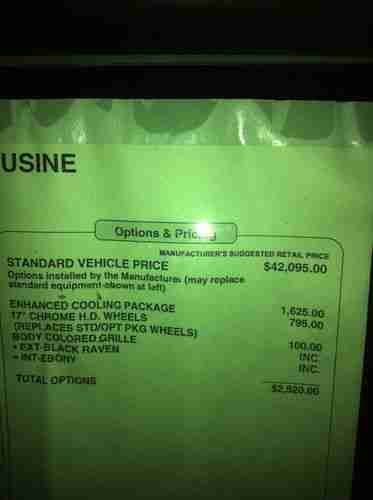 USINE
Options & Pricing
MANUFACTURER'S SUGGESTED RETAIL PRICE
STANDARD VEHICLE PRICE $42,095.00
Options installed by the Manufacturer (may replace
standard equipment shown at left)
ENHANCED COOLING PACKAGE 1,625.00
17" CHROME H.D. WHEELS 795.00
(REPLACES STD/OPT PKG WHEELS)
BODY COLORED GRILLE 100.00
• EXT-BLACK RAVEN INC.
• INT-EBONY INC.
TOTAL OPTIONS $2,520.00